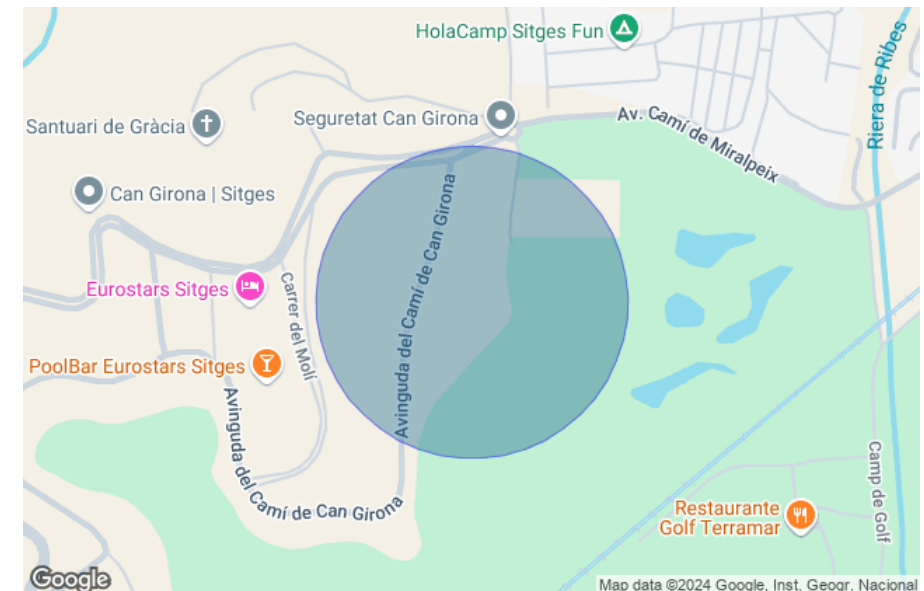 HolaCamp Sitges Fun
Riera de Ribes
Santuari de Gràcia
Seguretat Can Girona
Av. Camí de Miralpeix
Can Girona | Sitges
Avinguda del Camí de Can Girona
Eurostars Sitges
Carrer del Molí
PoolBar Eurostars Sitges
Avinguda del Camí de Can Girona
Camp de Golf
Restaurante
Golf Terramar
Google
Map data ©2024 Google, Inst. Geogr. Nacional